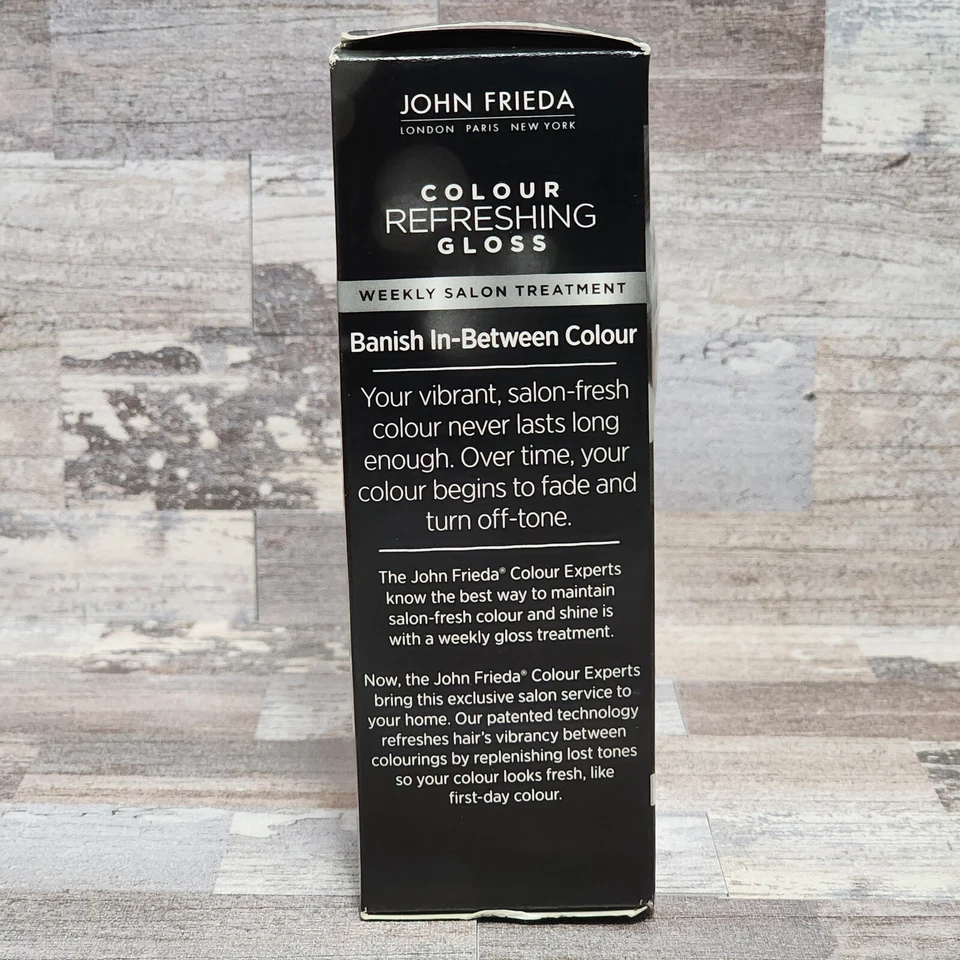 JOHN FRIEDA
LONDON PARIS NEW YORK
COLOUR
REFRESHING
GLOSS
WEEKLY SALON TREATMENT
Banish In-Between Colour
Your vibrant, salon-fresh
colour never lasts long
enough. Over time, your
colour begins to fade and
turn off-tone.
The John Frieda® Colour Experts
know the best way to maintain
salon-fresh colour and shine is
with a weekly gloss treatment.
Now, the John Frieda® Colour Experts
bring this exclusive salon service to
your home. Our patented technology
refreshes hair's vibrancy between
colourings by replenishing lost tones
so your colour looks fresh, like
first-day colour.